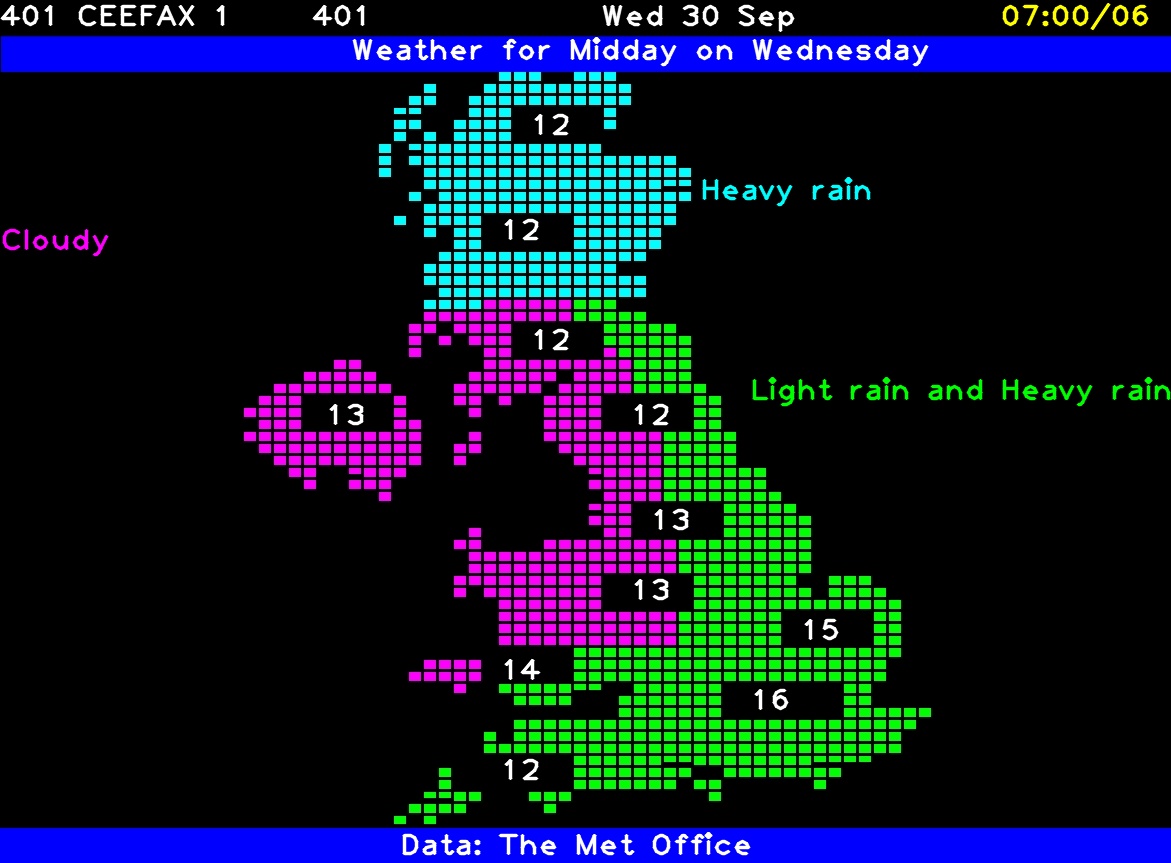 401 CEEFAX 1 401 Wed 30 Sep 07:00/06
Weather for Midday on Wednesday
12
Heavy rain
12
Cloudy
12
Light rain and Heavy rain
13 12
13
13
15
14
16
12
Data: The Met Office